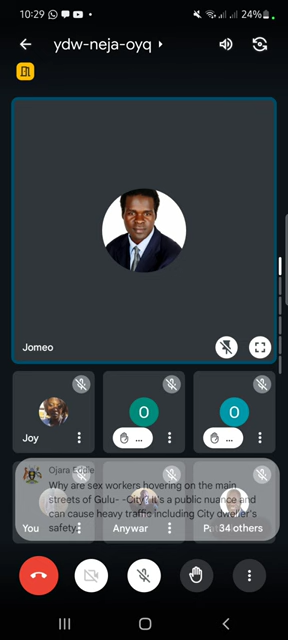 10:29
24%
ydw-neja-oyq
Jomeo
Joy
O
...
O
...
Ojara Eddie
Why are sex workers hovering on the main
streets of Gulu- -City? It's a public nuance and
can cause heavy traffic including City dweller's
safety
You
Anywar
34 others